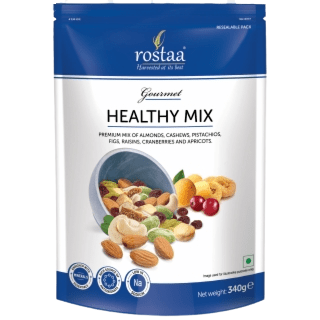 RESEALABLE PACK
rostaa
Harvested at its best
Gourmet
HEALTHY MIX
PREMIUM MIX OF ALMONDS, CASHEWS, PISTACHIOS,
FIGS, RAISINS, CRANBERRIES AND APRICOTS.
Na
Net weight: 340g